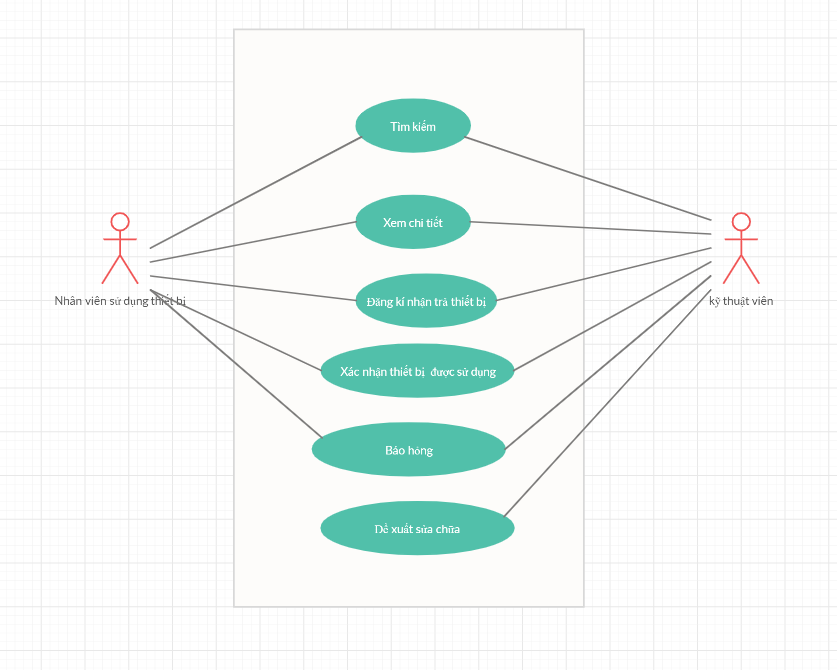 Tìm kiếm
Xem chi tiết
Nhân viên sử dụng thiết bị
Đăng kí nhận trả thiết bị
kỹ thuật viên
Xác nhận thiết bị được sử dụng
Báo hỏng
Dề xuất sửa chữa